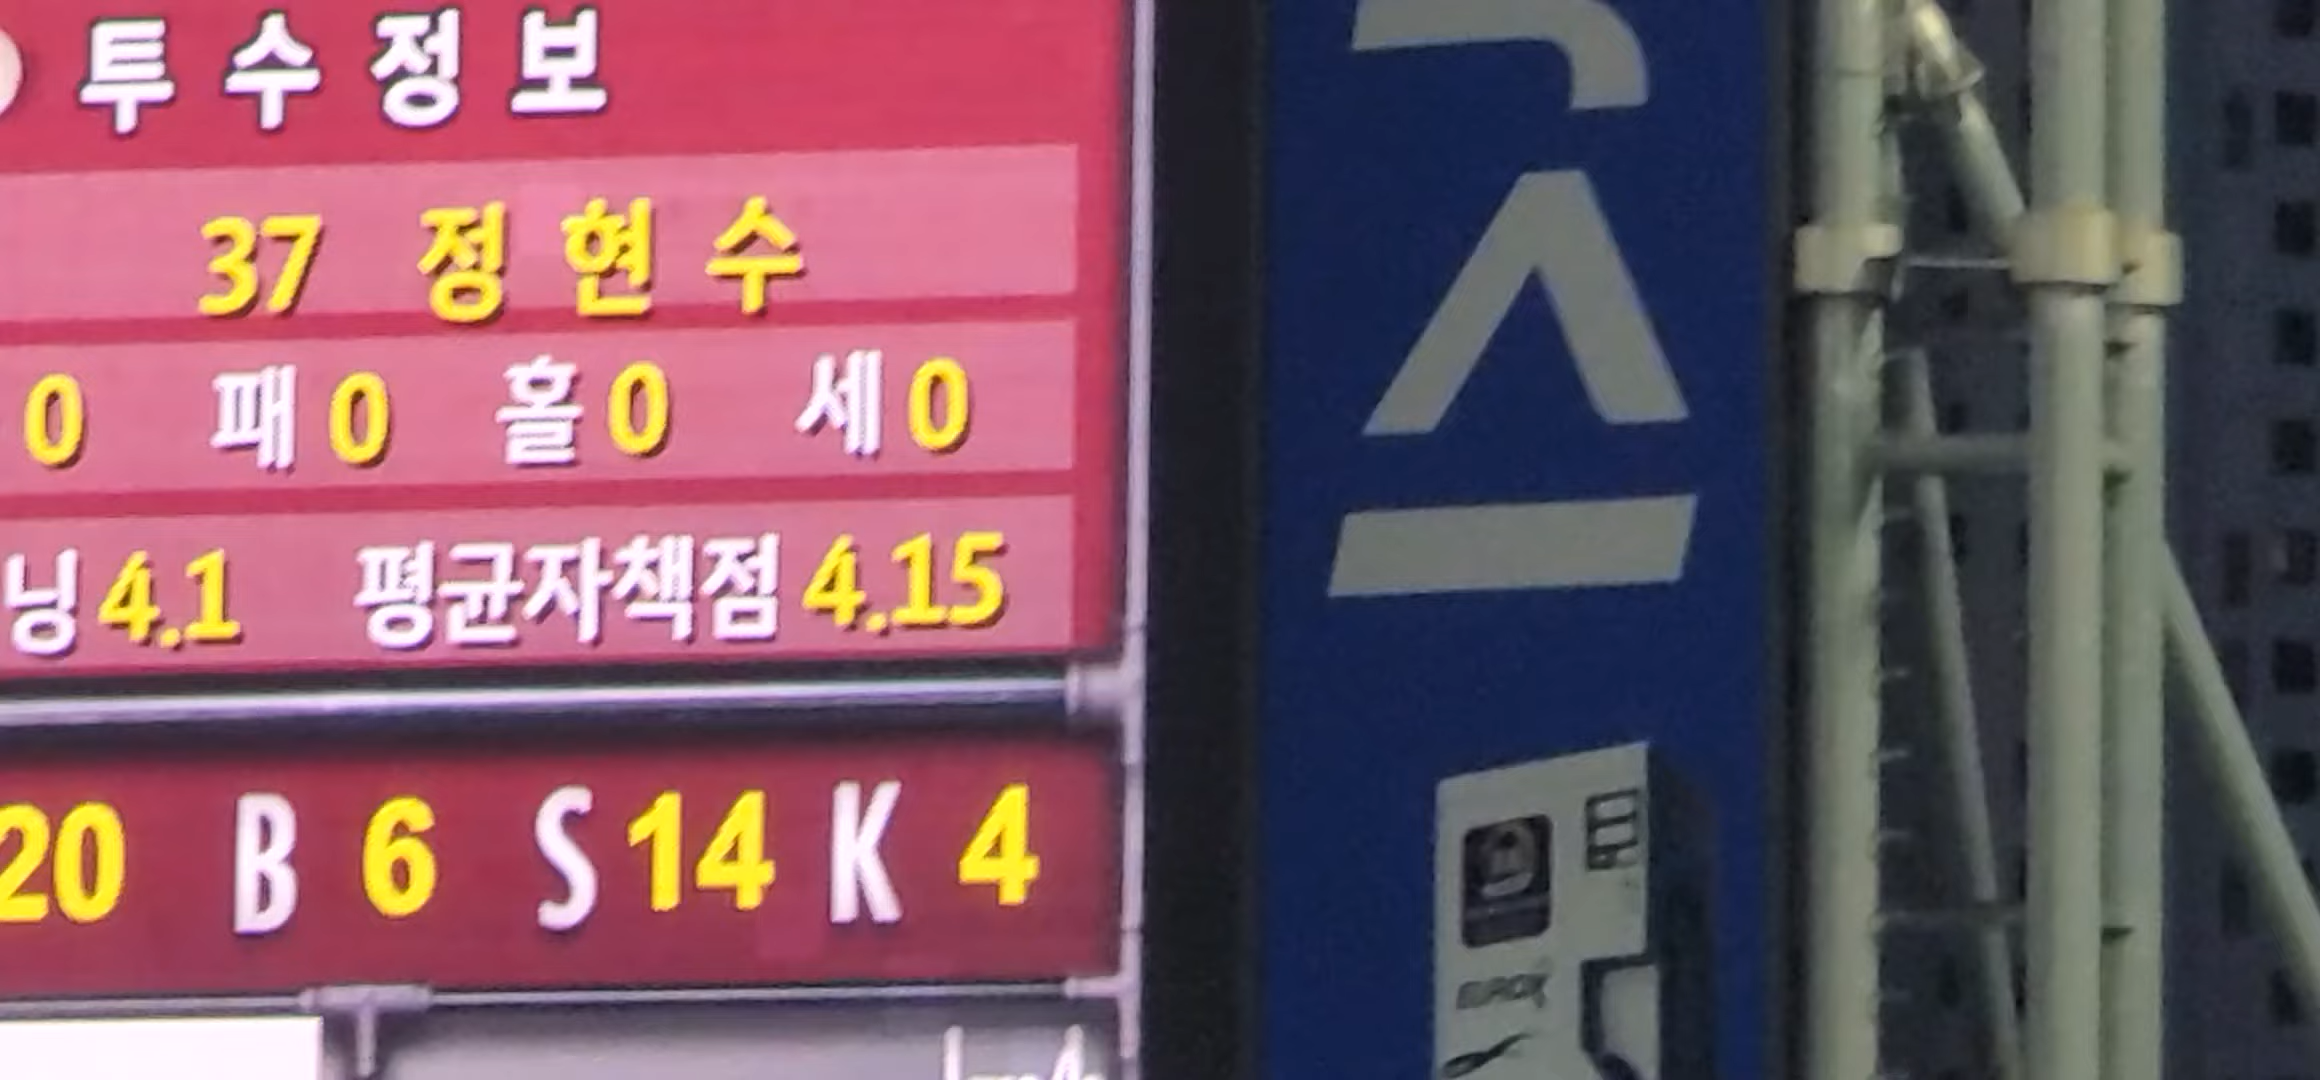 투수정보
37 정현수
0 패 0 홀 0 세 0
닝 4.1 평균자책점 4.15
20 B 6 S 14 K 4
스